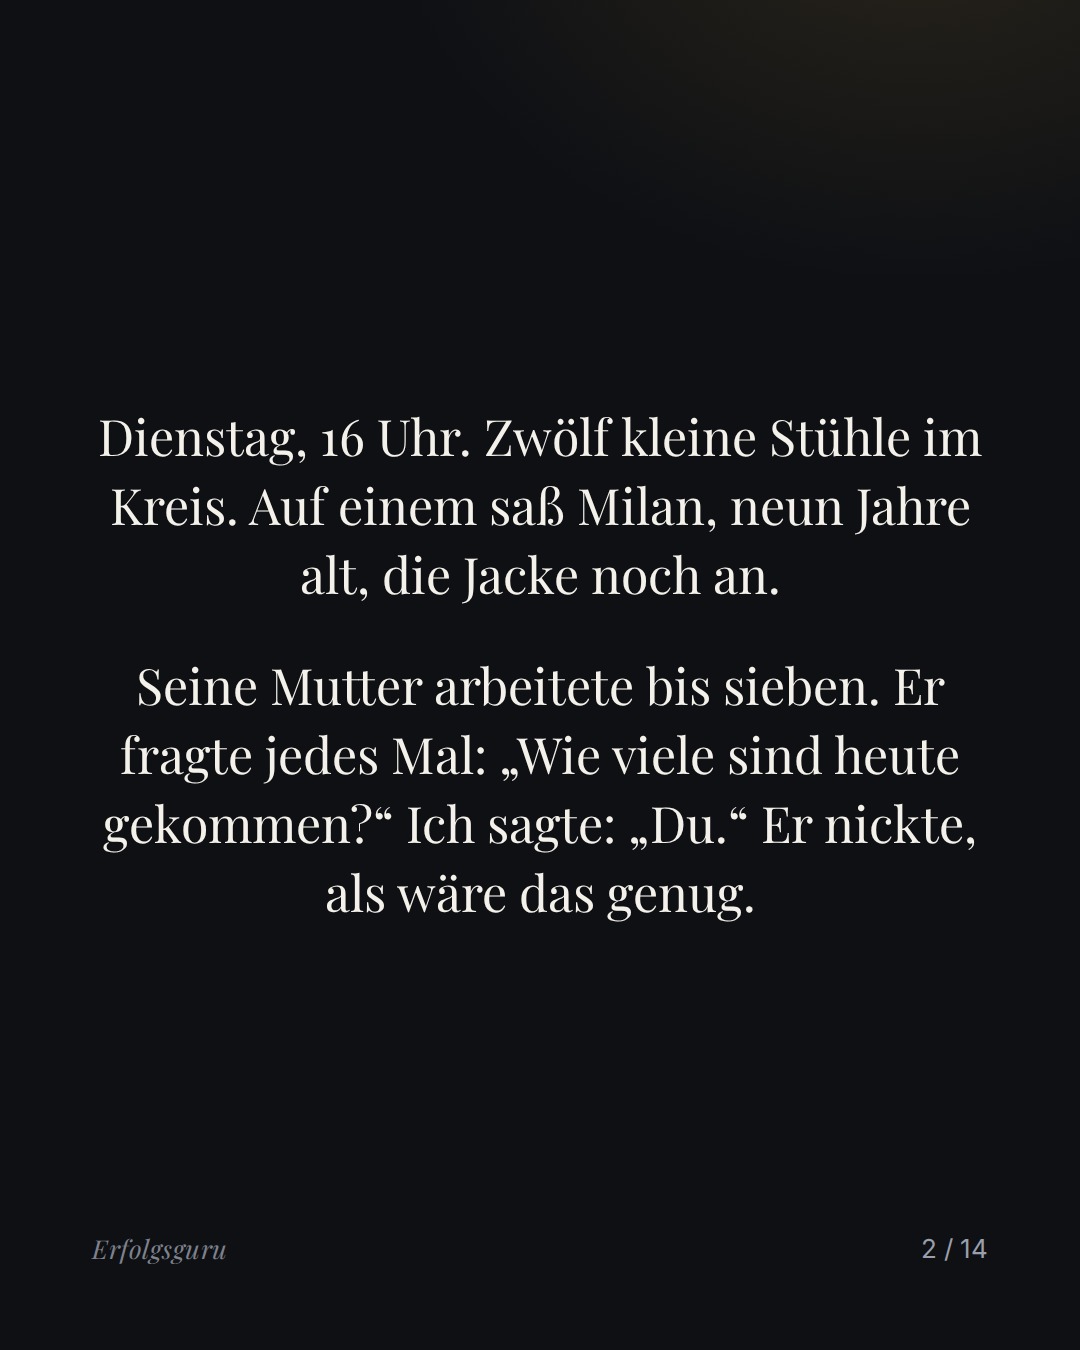 Dienstag, 16 Uhr. Zwölf kleine Stühle im
Kreis. Auf einem saß Milan, neun Jahre
alt, die Jacke noch an.
Seine Mutter arbeitete bis sieben. Er
fragte jedes Mal: „Wie viele sind heute
gekommen?“ Ich sagte: „Du.“ Er nickte,
als wäre das genug.
Erfolgsguru
2 / 14